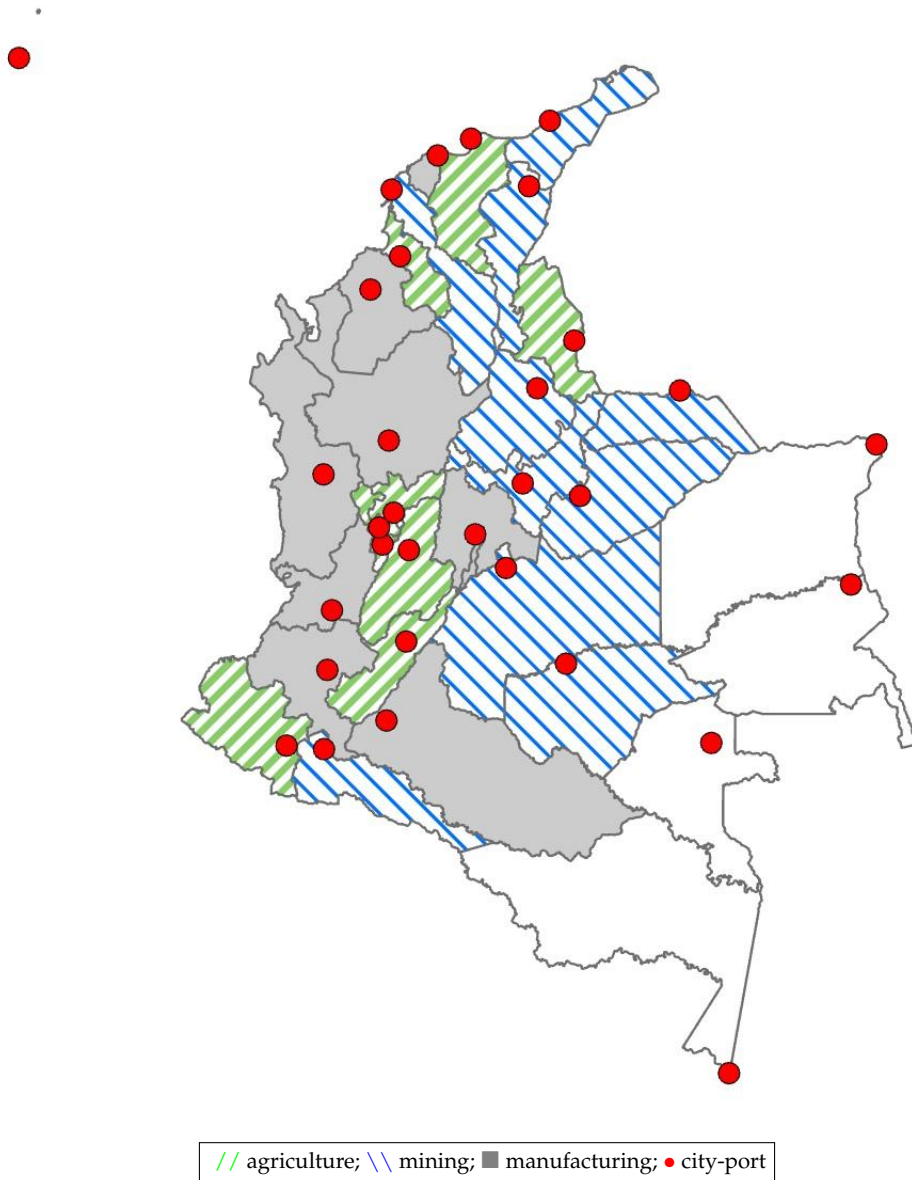 // agriculture; \\ mining; ■ manufacturing; • city-port